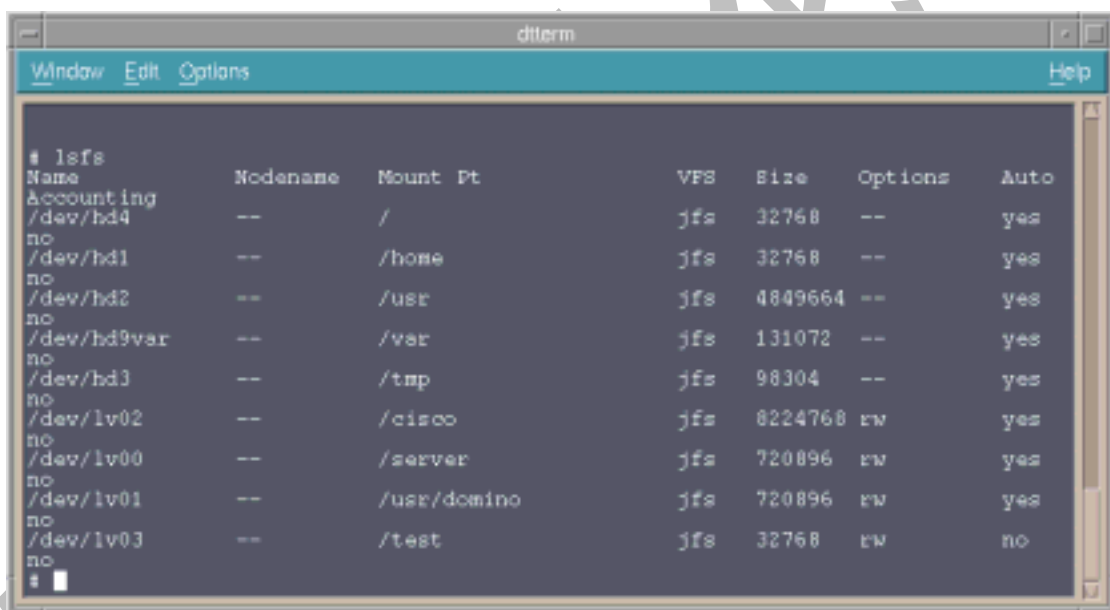 dtterm
Window Edit Options Help
# lsfs
Name Nodename Mount Pt VFS Size Options Auto
Accounting
/dev/hd4 -- / jfs 32768 -- yes
no
/dev/hd1 -- /home jfs 32768 -- yes
no
/dev/hd2 -- /usr jfs 4849664 -- yes
no
/dev/hd9var -- /var jfs 131072 -- yes
no
/dev/hd3 -- /tmp jfs 98304 -- yes
no
/dev/lv02 -- /cisco jfs 8224768 rw yes
no
/dev/lv00 -- /server jfs 720896 rw yes
no
/dev/lv01 -- /usr/domino jfs 720896 rw yes
no
/dev/lv03 -- /test jfs 32768 rw no
no
#